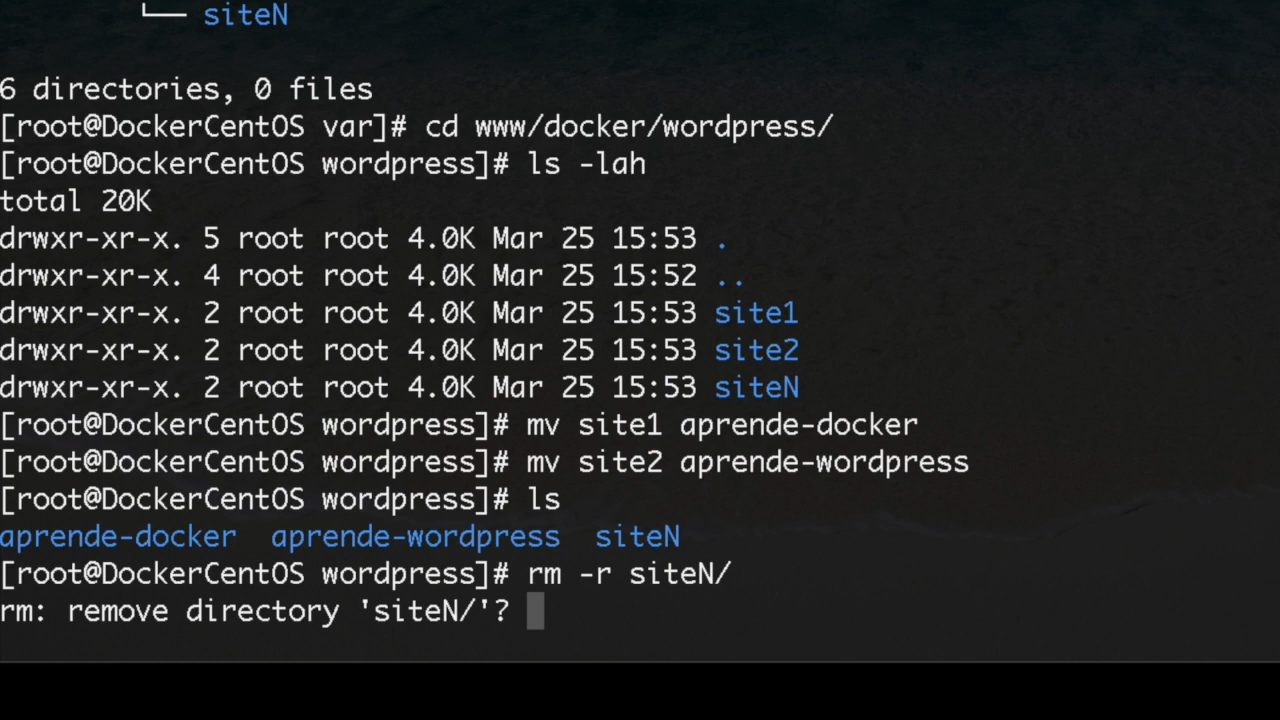 └── siteN
6 directories, 0 files
[root@DockerCentOS var]# cd www/docker/wordpress/
[root@DockerCentOS wordpress]# ls -lah
total 20K
drwxr-xr-x. 5 root root 4.0K Mar 25 15:53 .
drwxr-xr-x. 4 root root 4.0K Mar 25 15:52 ..
drwxr-xr-x. 2 root root 4.0K Mar 25 15:53 site1
drwxr-xr-x. 2 root root 4.0K Mar 25 15:53 site2
drwxr-xr-x. 2 root root 4.0K Mar 25 15:53 siteN
[root@DockerCentOS wordpress]# mv site1 aprende-docker
[root@DockerCentOS wordpress]# mv site2 aprende-wordpress
[root@DockerCentOS wordpress]# ls
aprende-docker  aprende-wordpress  siteN
[root@DockerCentOS wordpress]# rm -r siteN/
rm: remove directory 'siteN/'?